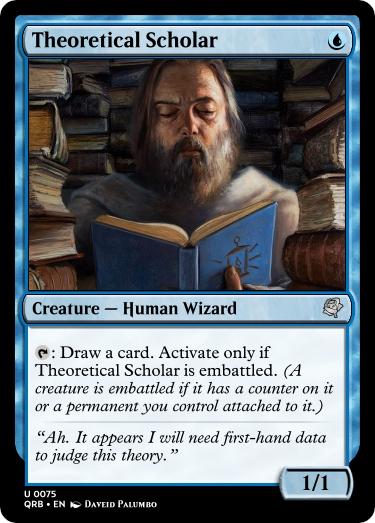 Theoretical Scholar
Creature — Human Wizard
: Draw a card. Activate only if
Theoretical Scholar is embattled. (A
creature is embattled if it has a counter on it
or a permanent you control attached to it.)
“Ah. It appears I will need first-hand data
to judge this theory.”
1/1
U 0075
QRB • EN Daveid Palumbo